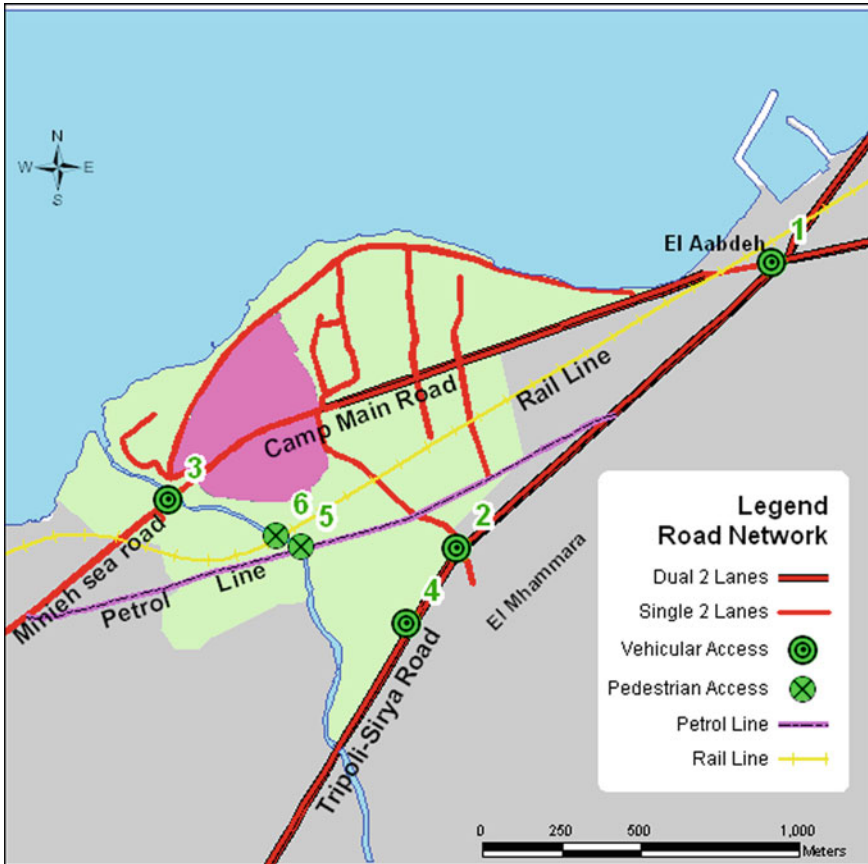 N
W E
S
1
El Aabdeh
Rail Line
Camp Main Road
3
6
5
2
Minieh sea road
Petrol Line
4
El Mhammara
Tripoli-Sirya Road
Legend
Road Network
Dual 2 Lanes
Single 2 Lanes
Vehicular Access
Pedestrian Access
Petrol Line
Rail Line
0 250 500 1,000
Meters